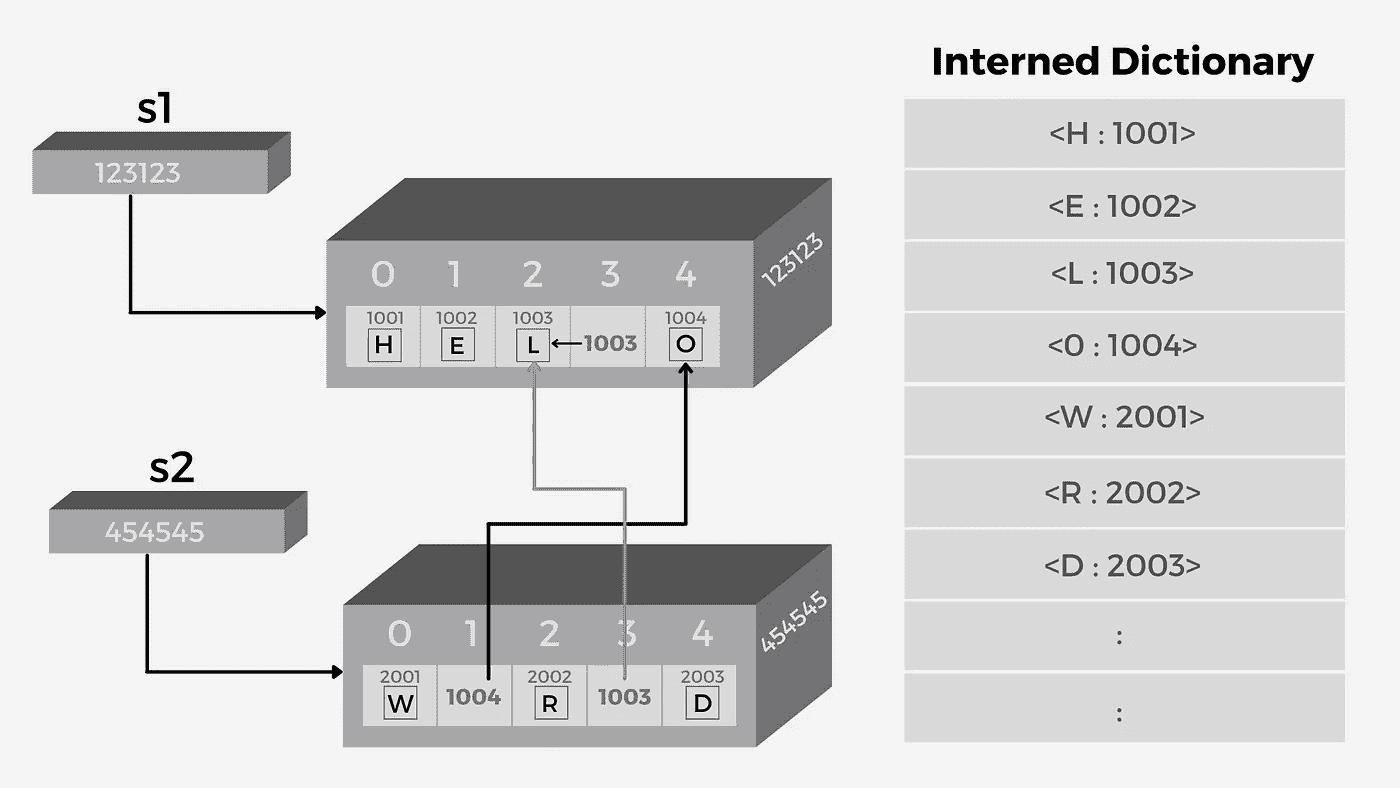 Interned Dictionary
s1
123123
123123
0 1 2 3 4
1001 1002 1003 1004
H E L 1003 O
s2
454545
454545
0 1 2 3 4
2001 2002 2003
W 1004 R 1003 D
<H : 1001>
<E : 1002>
<L : 1003>
<0 : 1004>
<W : 2001>
<R : 2002>
<D : 2003>
:
: